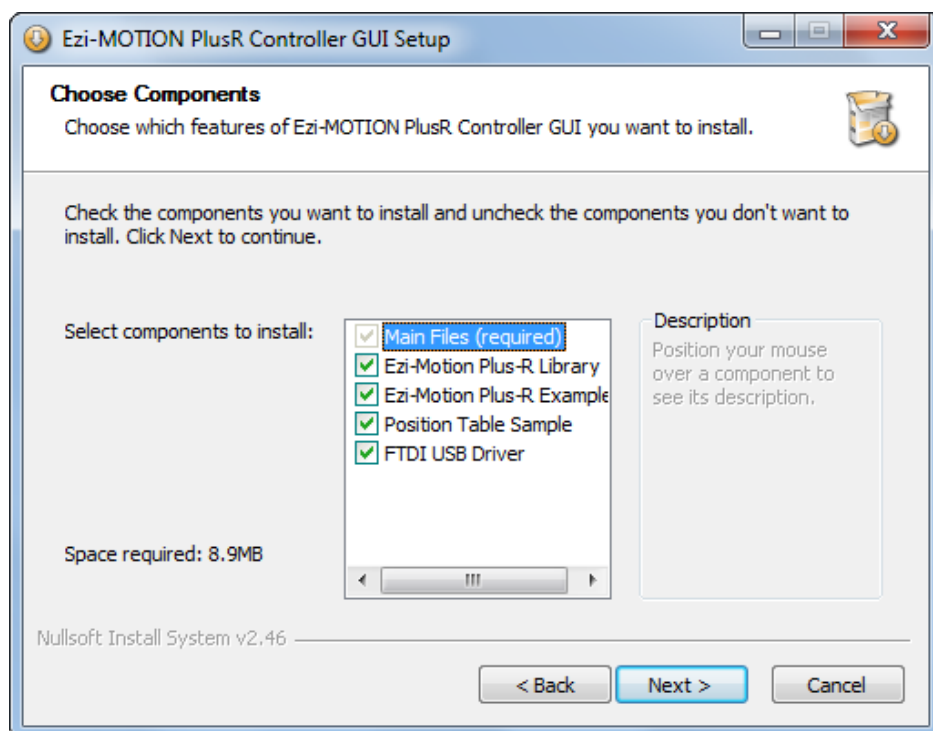 Ezi-MOTION PlusR Controller GUI Setup
Choose Components
Choose which features of Ezi-MOTION PlusR Controller GUI you want to install.
Check the components you want to install and uncheck the components you don't want to
install. Click Next to continue.
Select components to install:
Main Files (required)
Ezi-Motion Plus-R Library
Ezi-Motion Plus-R Example
Position Table Sample
FTDI USB Driver
Description
Position your mouse
over a component to
see its description.
Space required: 8.9MB
Nullsoft Install System v2.46
< Back
Next >
Cancel